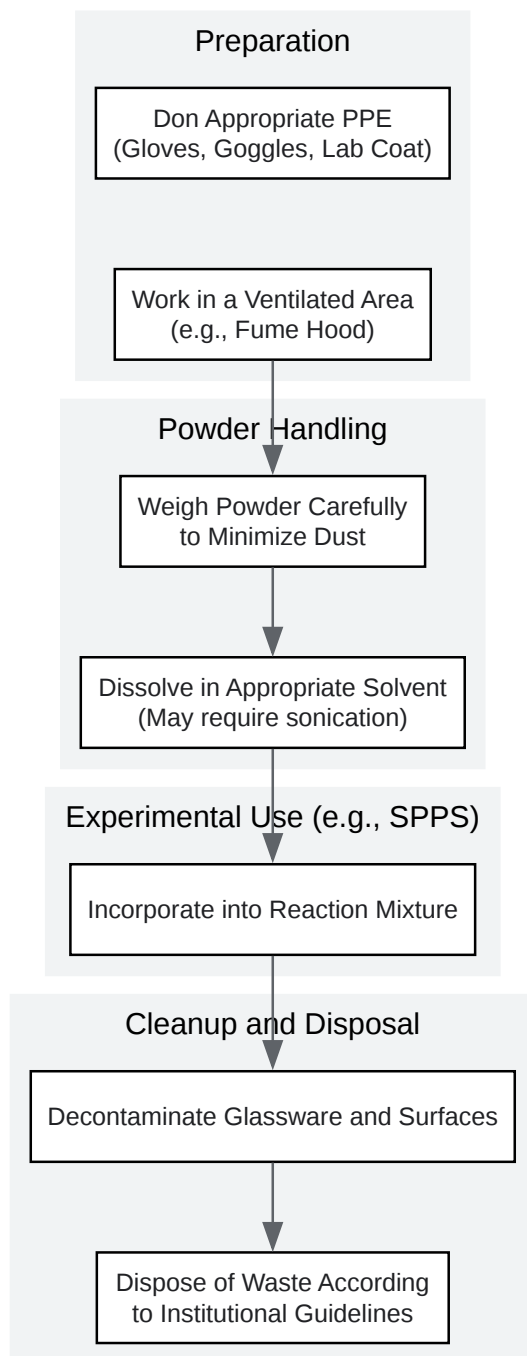 Preparation
Don Appropriate PPE
(Gloves, Goggles, Lab Coat)
Work in a Ventilated Area
(e.g., Fume Hood)
Powder Handling
Weigh Powder Carefully
to Minimize Dust
Dissolve in Appropriate Solvent
(May require sonication)
Experimental Use (e.g., SPPS)
Incorporate into Reaction Mixture
Cleanup and Disposal
Decontaminate Glassware and Surfaces
Dispose of Waste According
to Institutional Guidelines